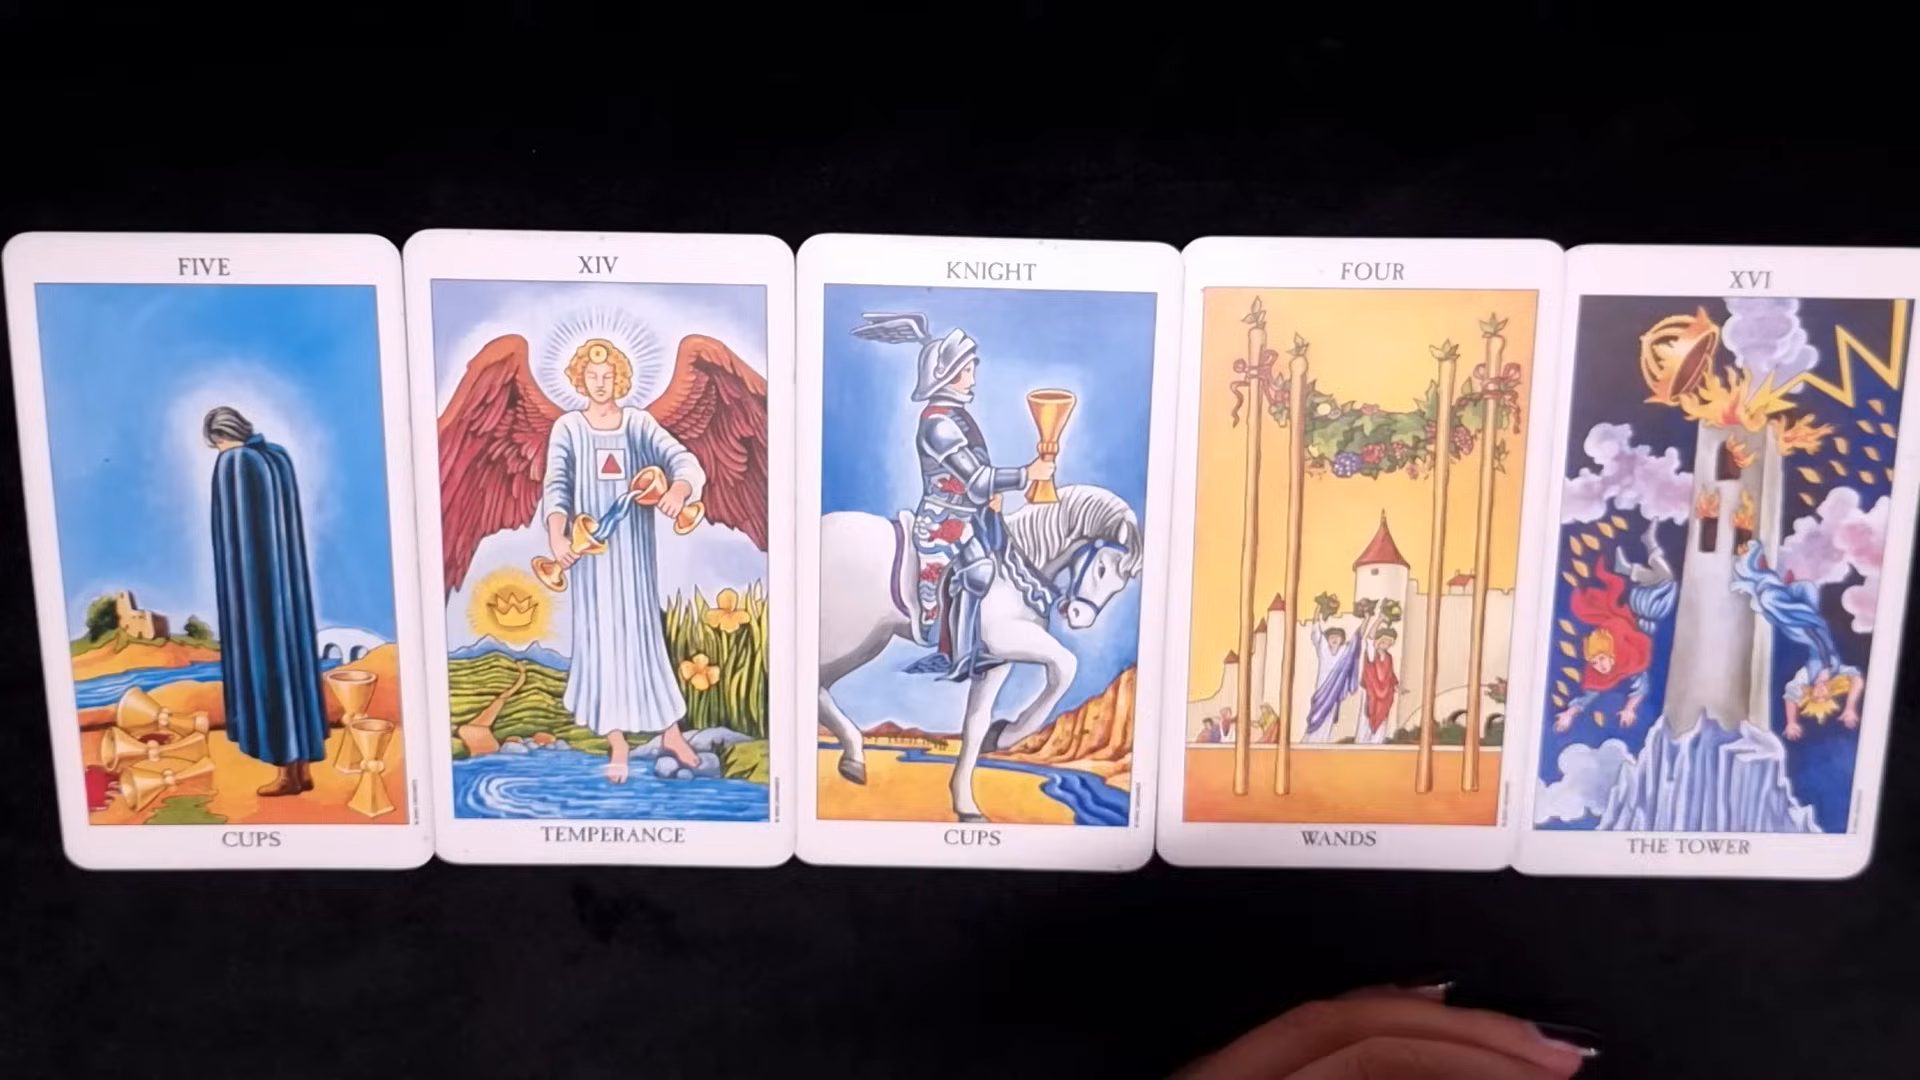 FIVE
CUPS
XIV
TEMPERANCE
KNIGHT
CUPS
FOUR
WANDS
XVI
THE TOWER